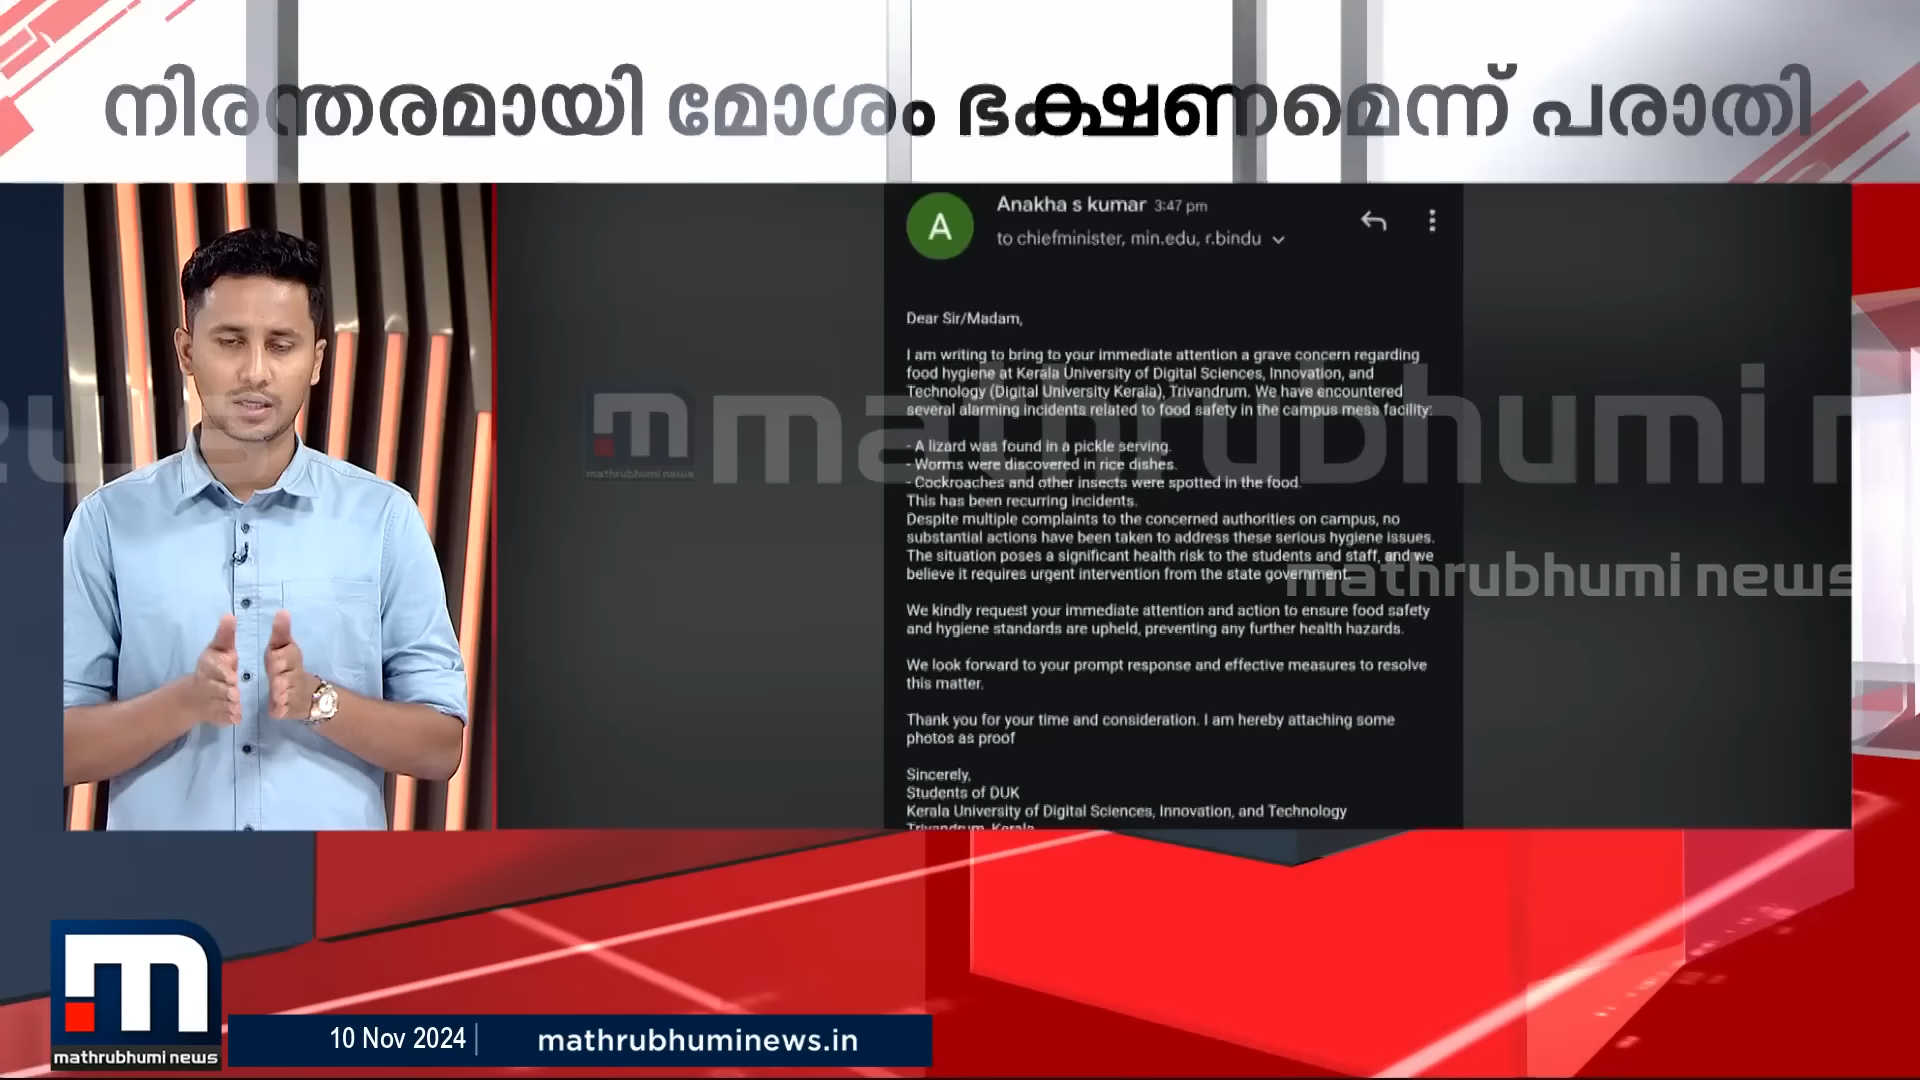 നിരന്തരമായി മോശം ഭക്ഷണമെന്ന് പരാതി
A
Anakha s kumar 3:47 pm
to chiefminister, min.edu, r.bindu
Dear Sir/Madam,
I am writing to bring to your immediate attention a grave concern regarding
food hygiene at Kerala University of Digital Sciences, Innovation, and
Technology (Digital University Kerala), Trivandrum. We have encountered
several alarming incidents related to food safety in the campus mess facility:
- A lizard was found in a pickle serving.
- Worms were discovered in rice dishes.
- Cockroaches and other insects were spotted in the food.
This has been recurring incidents.
Despite multiple complaints to the concerned authorities on campus, no
substantial actions have been taken to address these serious hygiene issues.
The situation poses a significant health risk to the students and staff, and we
believe it requires urgent intervention from the state government.
We kindly request your immediate attention and action to ensure food safety
and hygiene standards are upheld, preventing any further health hazards.
We look forward to your prompt response and effective measures to resolve
this matter.
Thank you for your time and consideration. I am hereby attaching some
photos as proof
Sincerely,
Students of DUK
Kerala University of Digital Sciences, Innovation, and Technology
Trivandrum, Kerala
ews
mathrubhumi n
mathrubhumi news
mathrubhumi news
mathrubhumi news
10 Nov 2024
mathrubhuminews.in